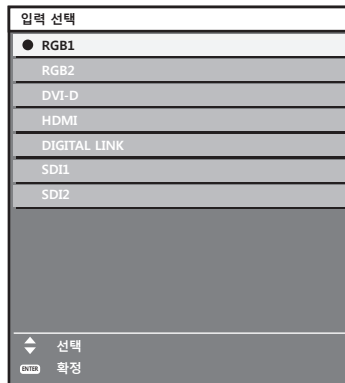 입력 선택
RGB1
RGB2
DVI-D
HDMI
DIGITAL LINK
SDI1
SDI2
선택
ENTER 확정